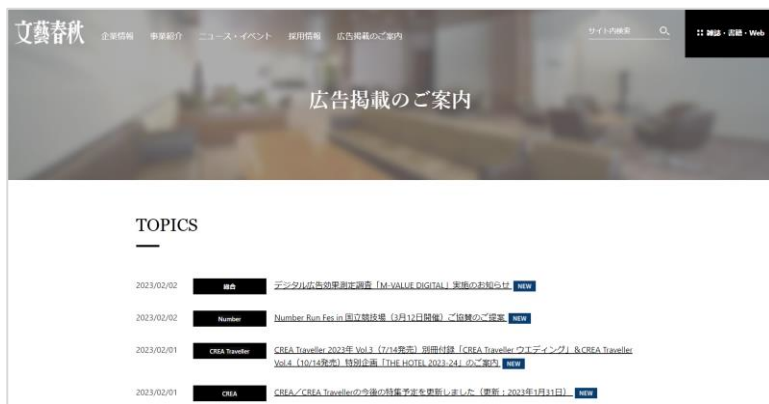 文藝春秋
企業情報 事業紹介 ニュース・イベント 採用情報 広告掲載のご案内
サイト内検索
雑誌・書籍・Web
広告掲載のご案内
TOPICS
2023/02/02 総合 デジタル広告効果測定調査「M-VALUE DIGITAL」実施のお知らせ NEW
2023/02/02 Number Number Run Fes in 国立競技場（3月12日開催）ご協賛のご提案 NEW
2023/02/01 CREA Traveller CREA Traveller 2023年 Vol.3（7/14発売）別冊付録「CREA Traveller ウエディング」＆CREA Traveller
Vol.4（10/14発売）特別企画「THE HOTEL 2023-24」のご案内 NEW
2023/02/01 CREA CREA／CREA Travellerの今後の特集予定を更新しました（更新：2023年1月31日） NEW